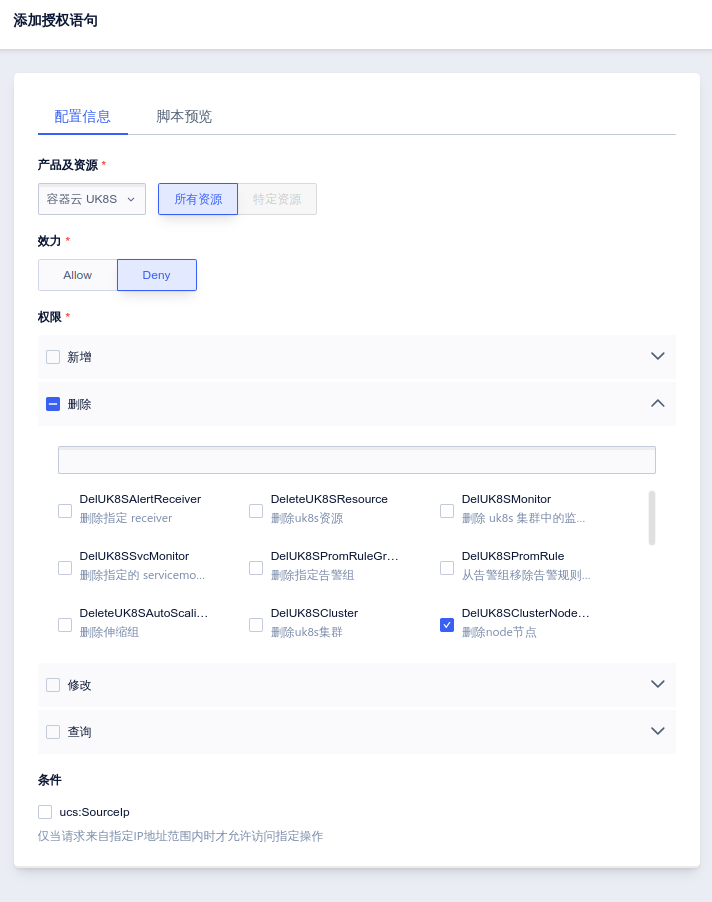 添加授权语句
配置信息 脚本预览
产品及资源 *
容器云 UK8S 所有资源 特定资源
效力 *
Allow Deny
权限 *
新增
删除
DelUK8SAlertReceiver DeleteUK8SResource DelUK8SMonitor
删除指定 receiver 删除uk8s资源 删除 uk8s 集群中的监...
DelUK8SSvcMonitor DelUK8SPromRuleGr... DelUK8SPromRule
删除指定的 servicemo... 删除指定告警组 从告警组移除告警规则...
DeleteUK8SAutoScali... DelUK8SCluster DelUK8SClusterNode...
删除伸缩组 删除uk8s集群 删除node节点
修改
查询
条件
ucs:SourceIp
仅当请求来自指定IP地址范围内时才允许访问指定操作